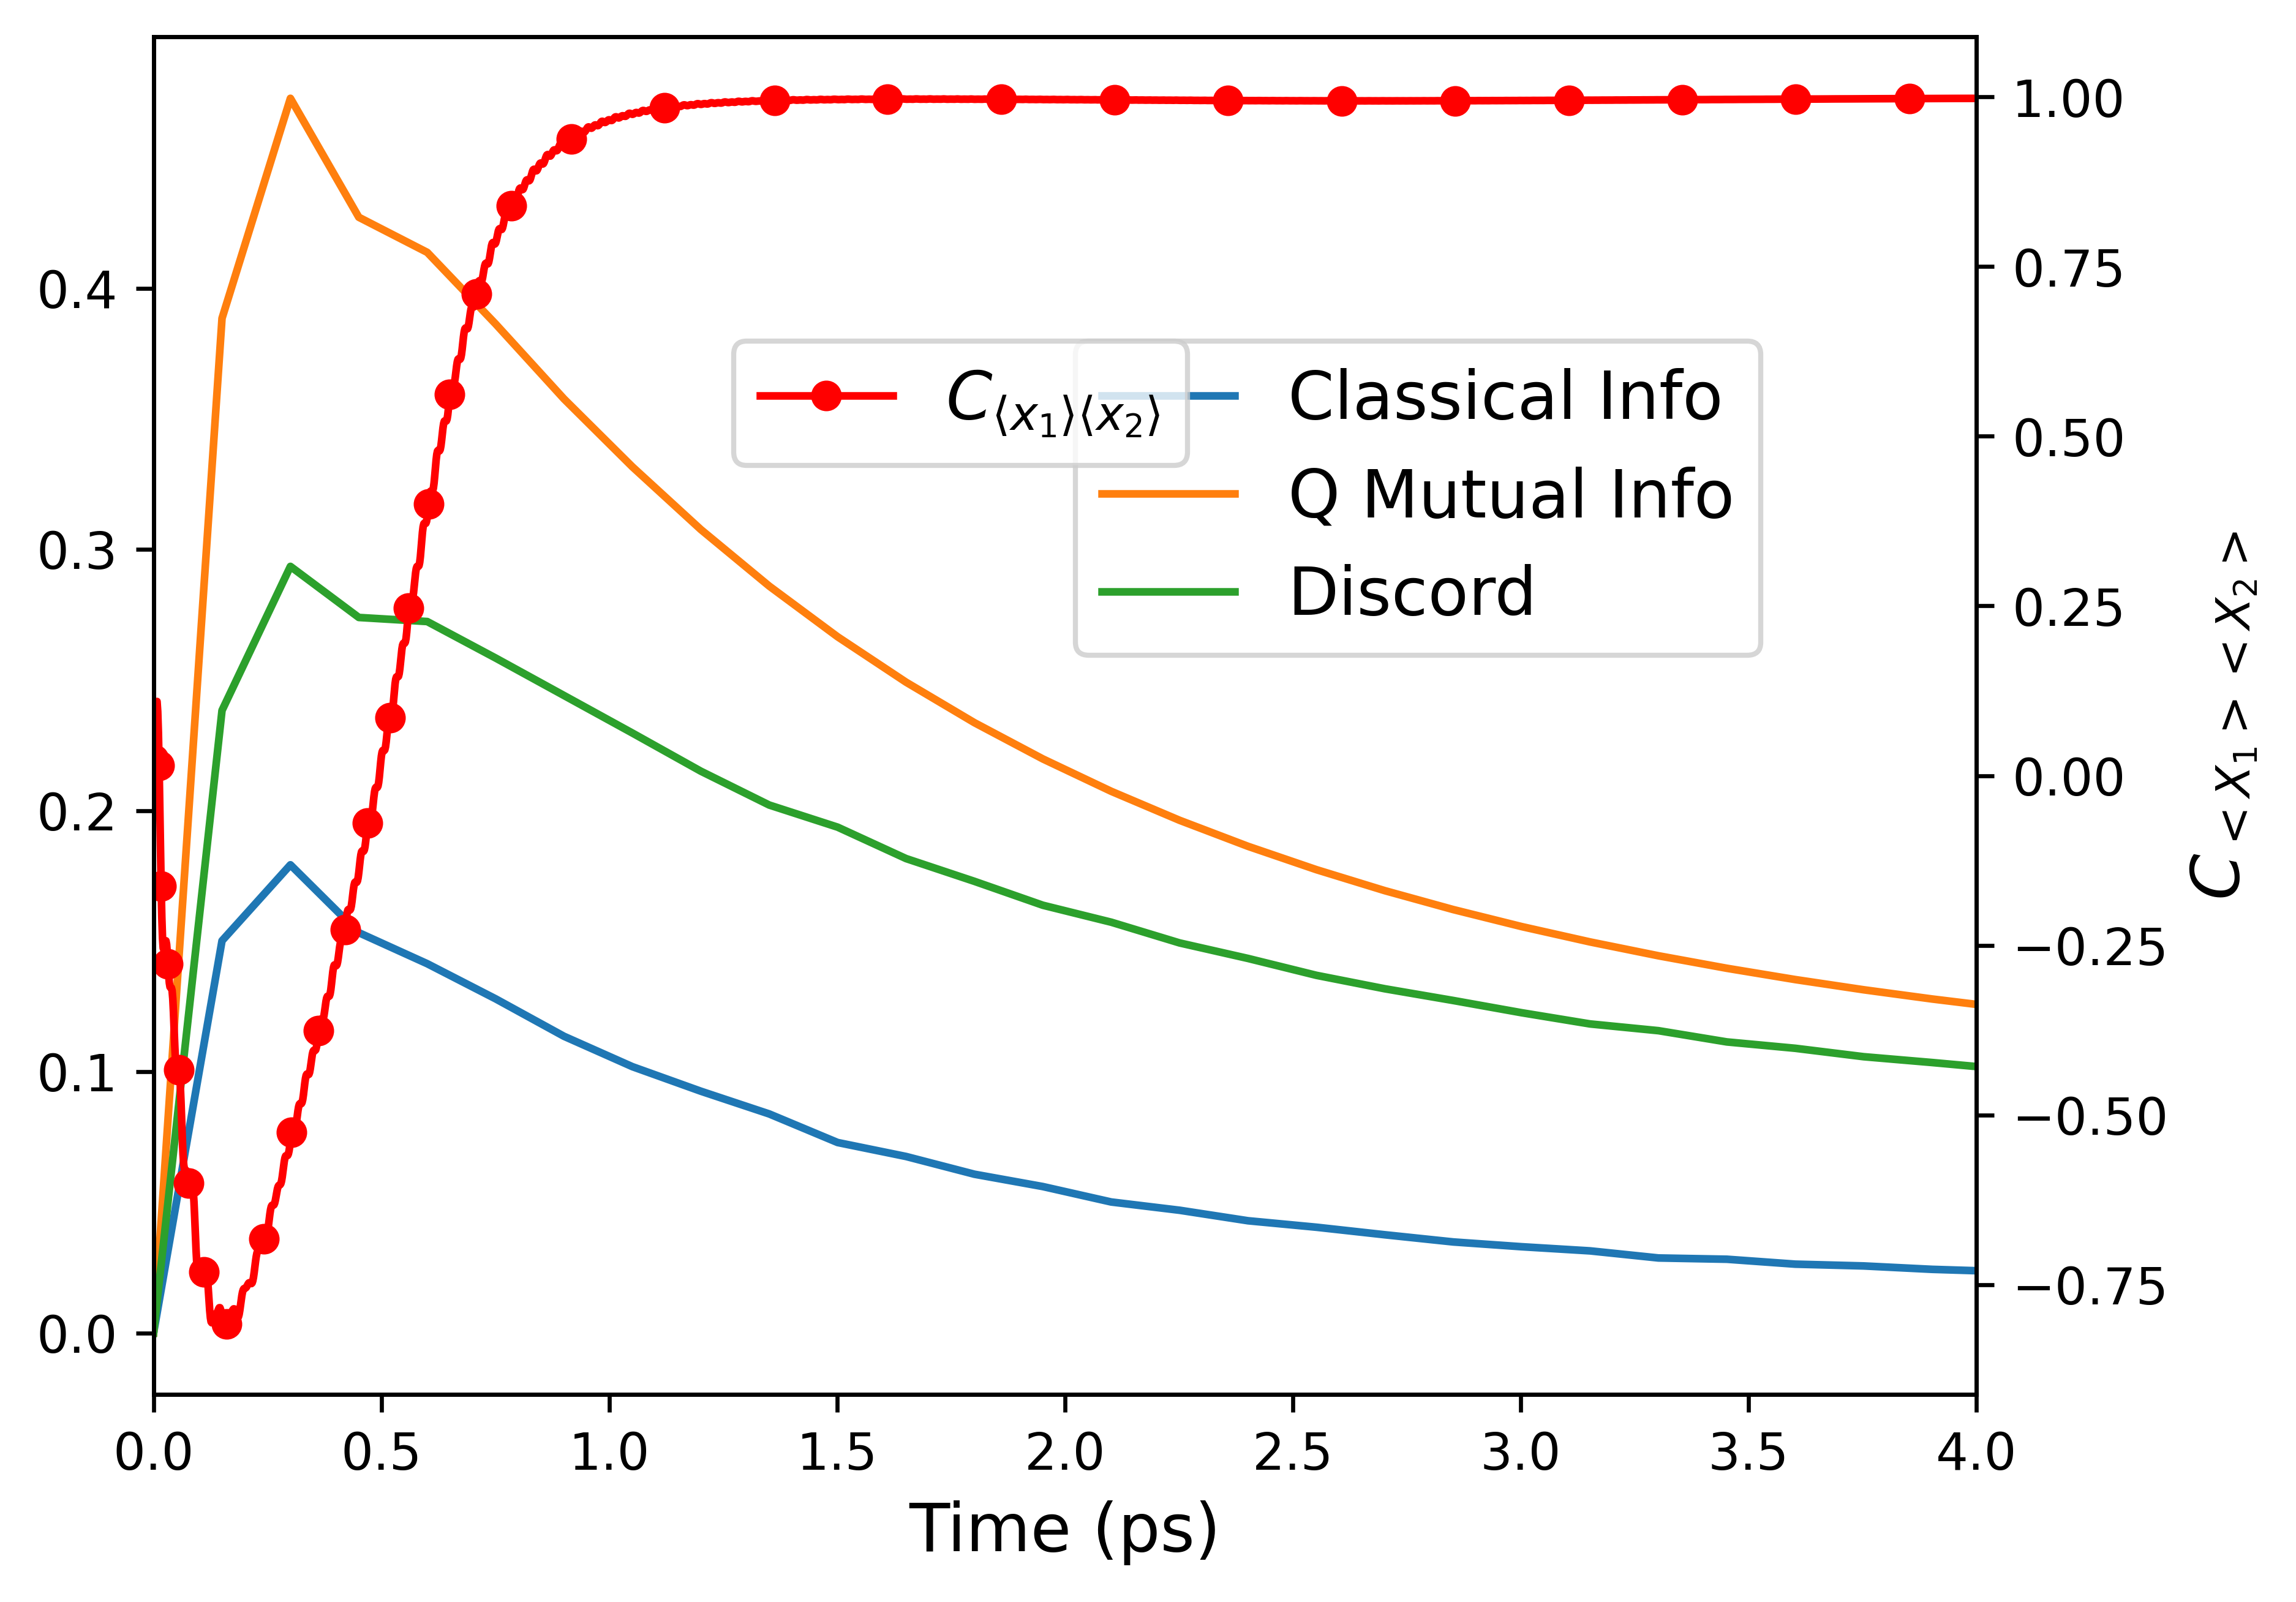 0.4
0.3
0.2
0.1
0.0
1.00
0.75
0.50
0.25
0.00
−0.25
−0.50
−0.75
C⟨x₁⟩⟨x₂⟩
Classical Info
Q Mutual Info
Discord
C <X₁> <X₂>
0.0 0.5 1.0 1.5 2.0 2.5 3.0 3.5 4.0
Time (ps)